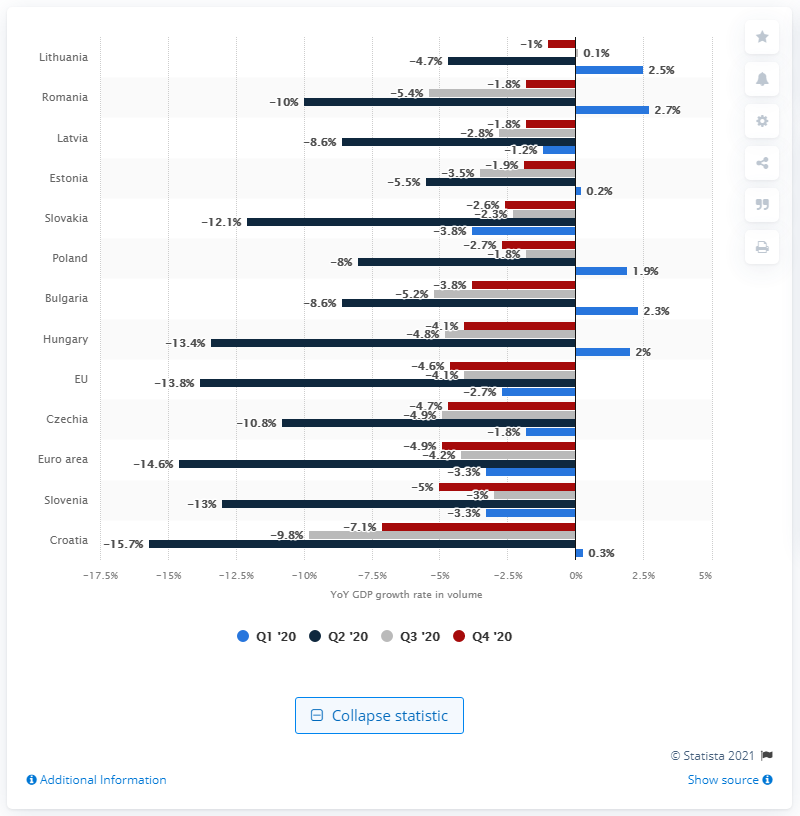 −1%
Lithuania
0.1%
−4.7%
2.5%
−1.8%
Romania
−5.4%
−10%
2.7%
−1.8%
Latvia
−2.8%
−8.6%
−1.2%
−1.9%
Estonia
−3.5%
−5.5%
0.2%
−2.6%
Slovakia
−2.3%
−12.1%
−3.8%
−2.7%
Poland
−1.8%
−8%
1.9%
−3.8%
Bulgaria
−5.2%
−8.6%
2.3%
−4.1%
Hungary
−4.8%
−13.4%
2%
−4.6%
EU
−4.1%
−13.8%
−2.7%
−4.7%
Czechia
−4.9%
−10.8%
−1.8%
−4.9%
Euro area
−4.2%
−14.6%
−3.3%
−5%
Slovenia
−3%
−13%
−3.3%
−7.1%
Croatia
−9.8%
−15.7%
0.3%
−17.5% −15% −12.5% −10% −7.5% −5% −2.5% 0% 2.5% 5%
YoY GDP growth rate in volume
Q1 '20 Q2 '20 Q3 '20 Q4 '20
Collapse statistic
© Statista 2021
Additional Information Show source